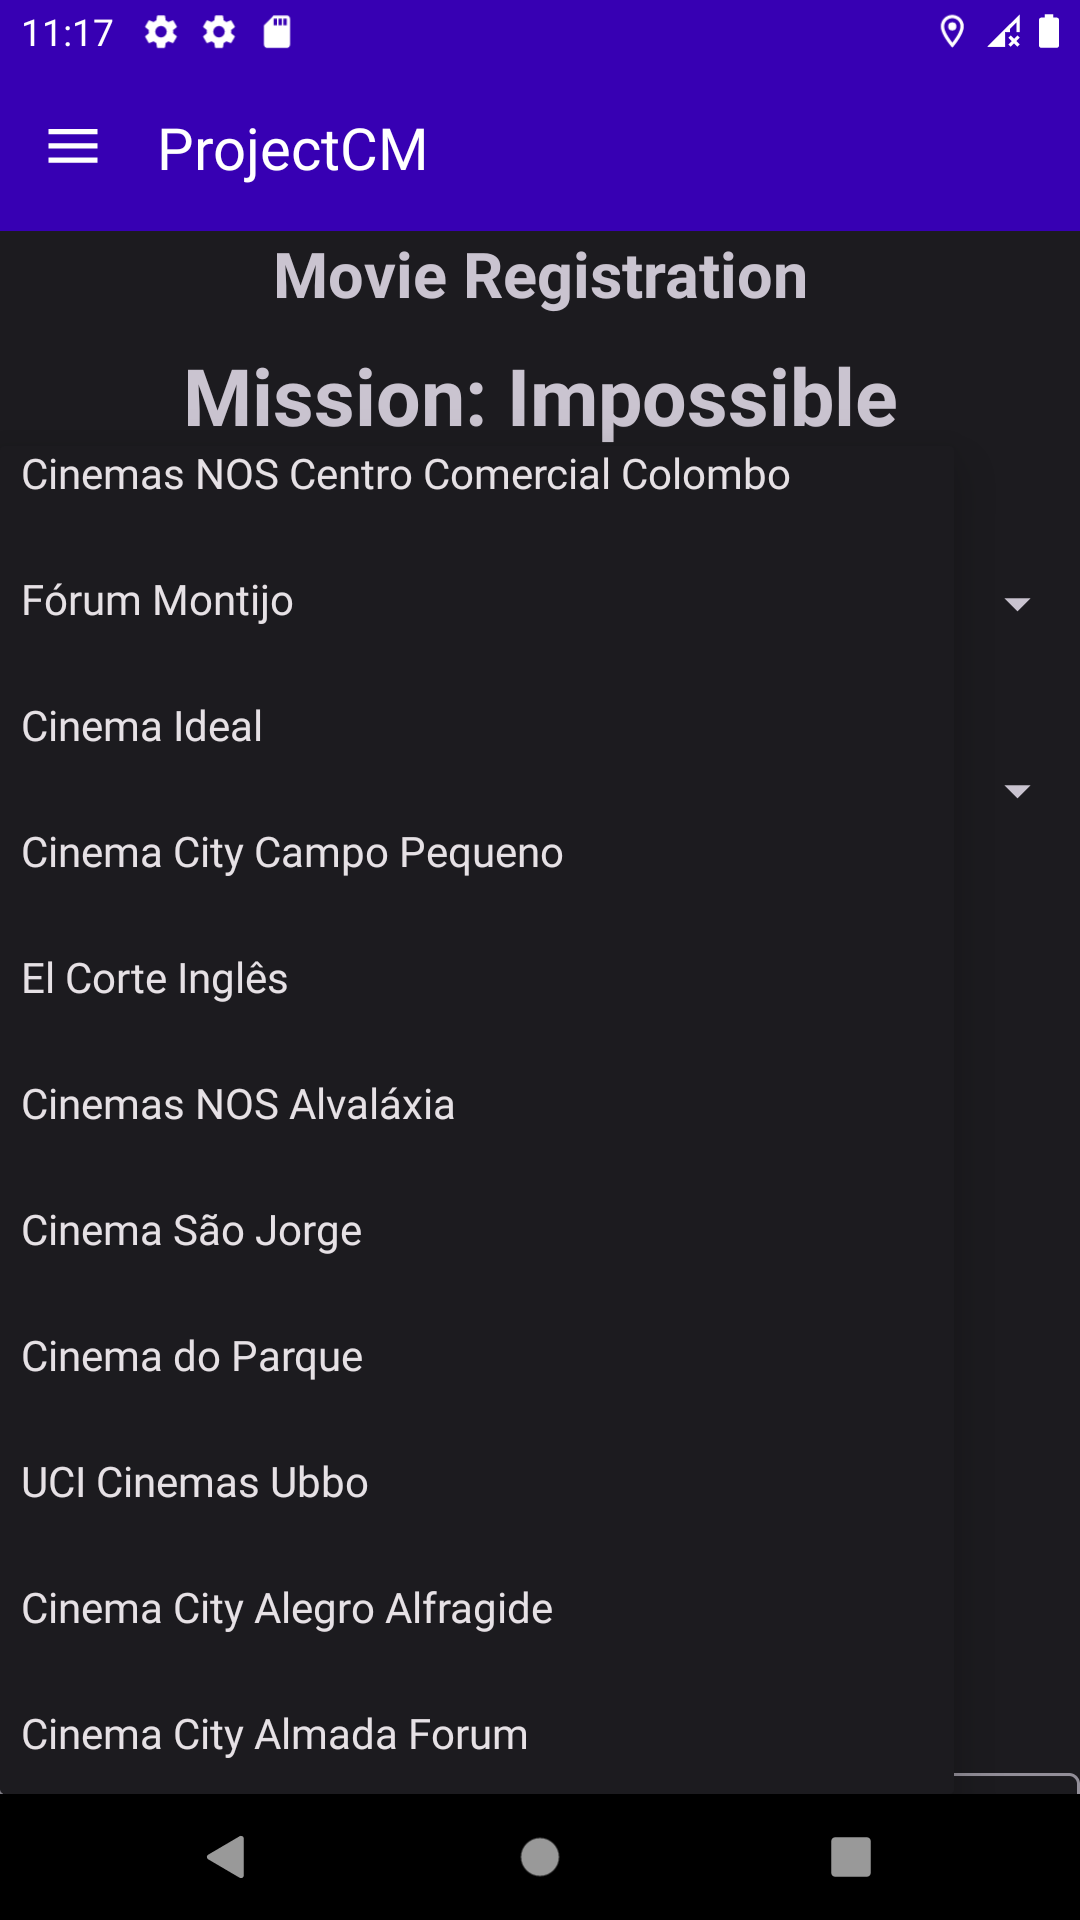 11:17
ProjectCM
Movie Registration
Mission: Impossible
Cinemas NOS Centro Comercial Colombo
Fórum Montijo
Cinema Ideal
Cinema City Campo Pequeno
El Corte Inglês
Cinemas NOS Alvaláxia
Cinema São Jorge
Cinema do Parque
UCI Cinemas Ubbo
Cinema City Alegro Alfragide
Cinema City Almada Forum